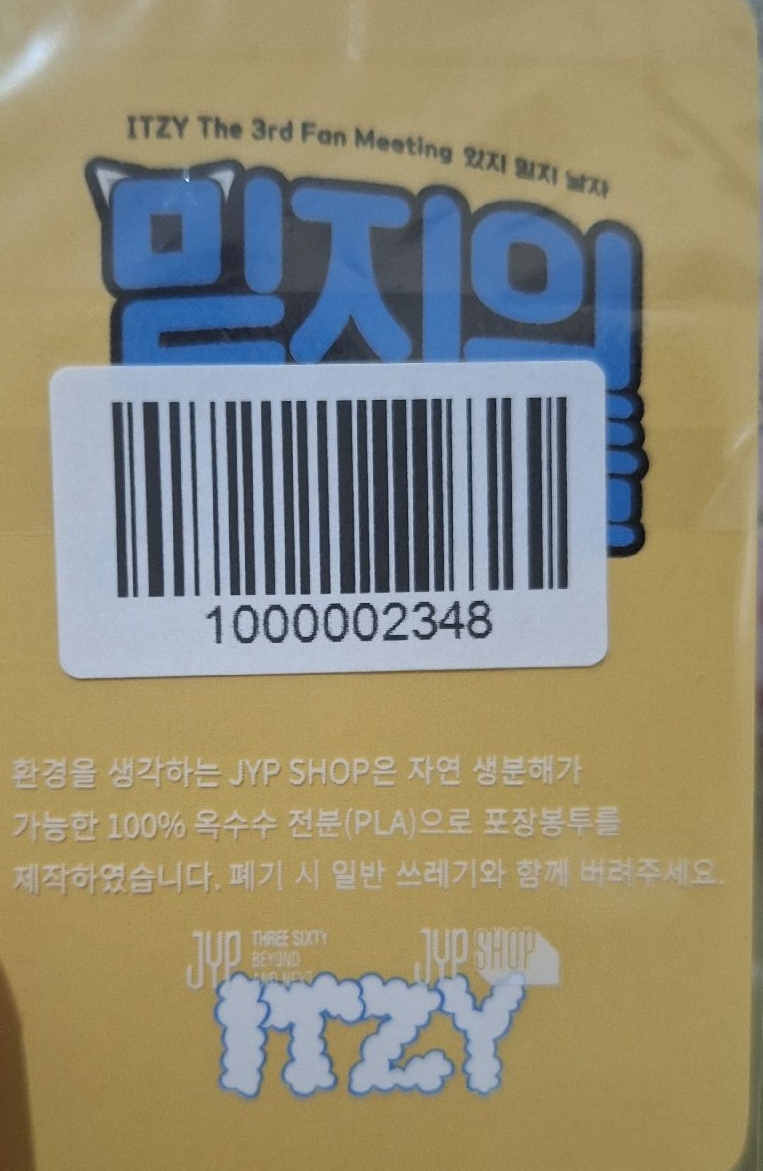 ITZY The 3rd Fan Meeting 있지 믿지 날자
믿지의
1000002348
환경을 생각하는 JYP SHOP은 자연 생분해가
가능한 100% 옥수수 전분(PLA)으로 포장봉투를
제작하였습니다. 폐기 시 일반 쓰레기와 함께 버려주세요.
JYP THREE SIXTY
BEYOND
AND NEXT
JYP SHOP
ITZY